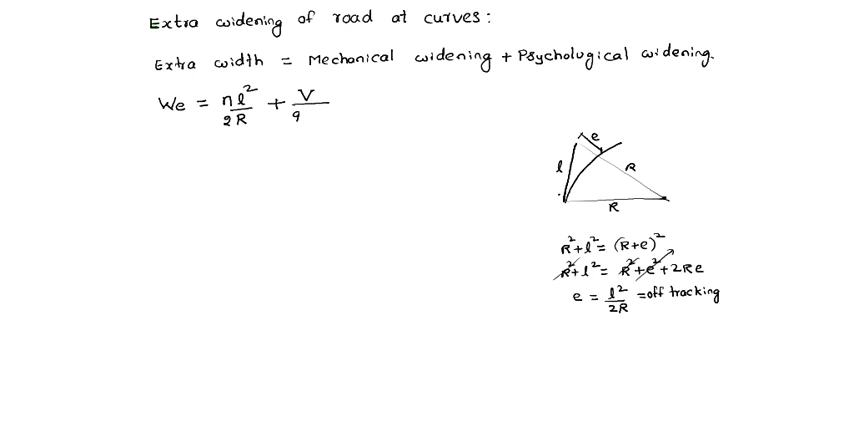 Extra widening of road at curves:
Extra width = Mechanical widening + Psychological widening.
We = nl²/2R + V/9
e
l
R
R
R²+l² = (R+e)²
R²+l² = R²+e²+2Re
e = l²/2R = off tracking